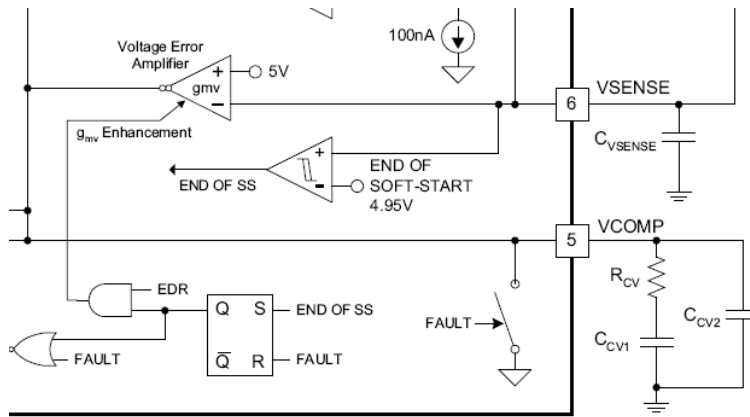 100nA
Voltage Error
Amplifier
+
5V
gmv
−
6
VSENSE
g_mv Enhancement
C_VSENSE
+
END OF
SOFT-START
4.95V
−
END OF SS
VCOMP
5
R_CV
EDR
Q S END OF SS
FAULT
C_CV1
C_CV2
FAULT
Q̅ R FAULT